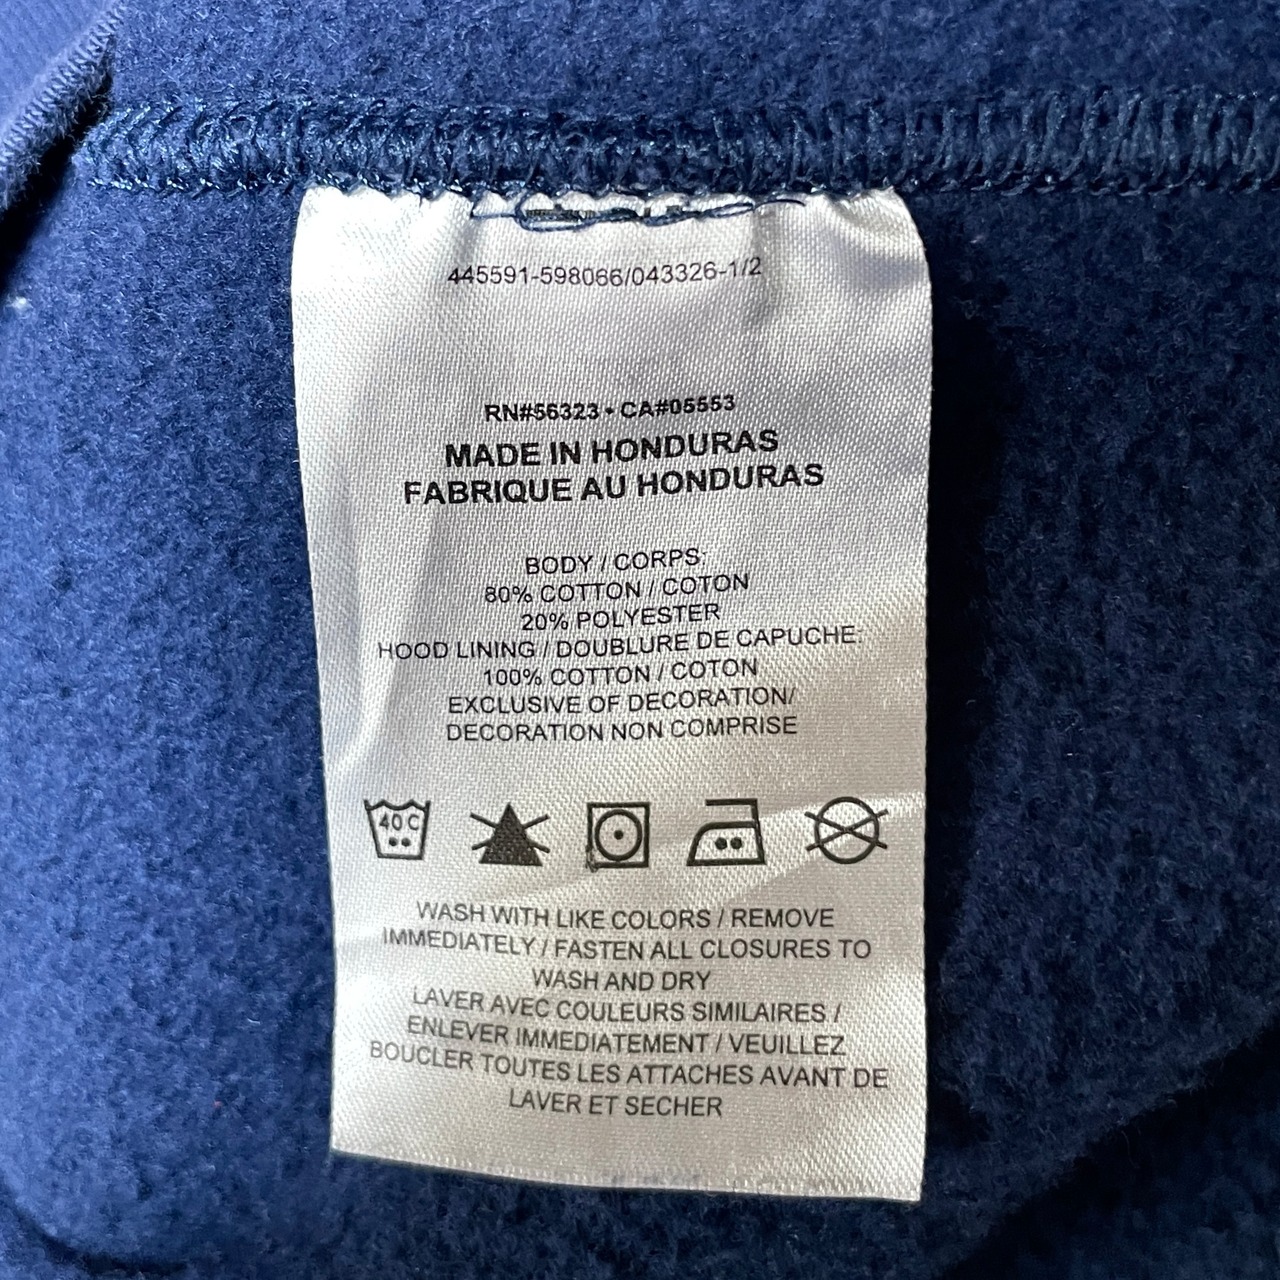 445591-598066/043326-1/2
RN#56323 • CA#05553
MADE IN HONDURAS
FABRIQUE AU HONDURAS
BODY / CORPS:
80% COTTON / COTON
20% POLYESTER
HOOD LINING / DOUBLURE DE CAPUCHE:
100% COTTON / COTON
EXCLUSIVE OF DECORATION/
DECORATION NON COMPRISE
40 C
WASH WITH LIKE COLORS / REMOVE
IMMEDIATELY / FASTEN ALL CLOSURES TO
WASH AND DRY
LAVER AVEC COULEURS SIMILAIRES /
ENLEVER IMMEDIATEMENT / VEUILLEZ
BOUCLER TOUTES LES ATTACHES AVANT DE
LAVER ET SECHER